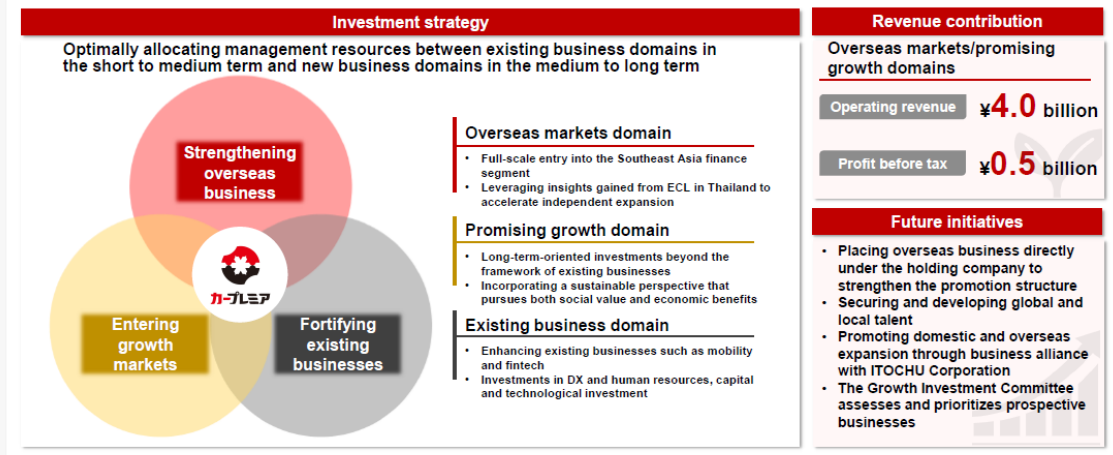 Investment strategy
Optimally allocating management resources between existing business domains in
the short to medium term and new business domains in the medium to long term
Strengthening
overseas
business
カープレミア
Entering
growth
markets
Fortifying
existing
businesses
Overseas markets domain
• Full-scale entry into the Southeast Asia finance
segment
• Leveraging insights gained from ECL in Thailand to
accelerate independent expansion
Promising growth domain
• Long-term-oriented investments beyond the
framework of existing businesses
• Incorporating a sustainable perspective that
pursues both social value and economic benefits
Existing business domain
• Enhancing existing businesses such as mobility
and fintech
• Investments in DX and human resources, capital
and technological investment
Revenue contribution
Overseas markets/promising
growth domains
Operating revenue ¥4.0 billion
Profit before tax ¥0.5 billion
Future initiatives
• Placing overseas business directly
under the holding company to
strengthen the promotion structure
• Securing and developing global and
local talent
• Promoting domestic and overseas
expansion through business alliance
with ITOCHU Corporation
• The Growth Investment Committee
assesses and prioritizes prospective
businesses